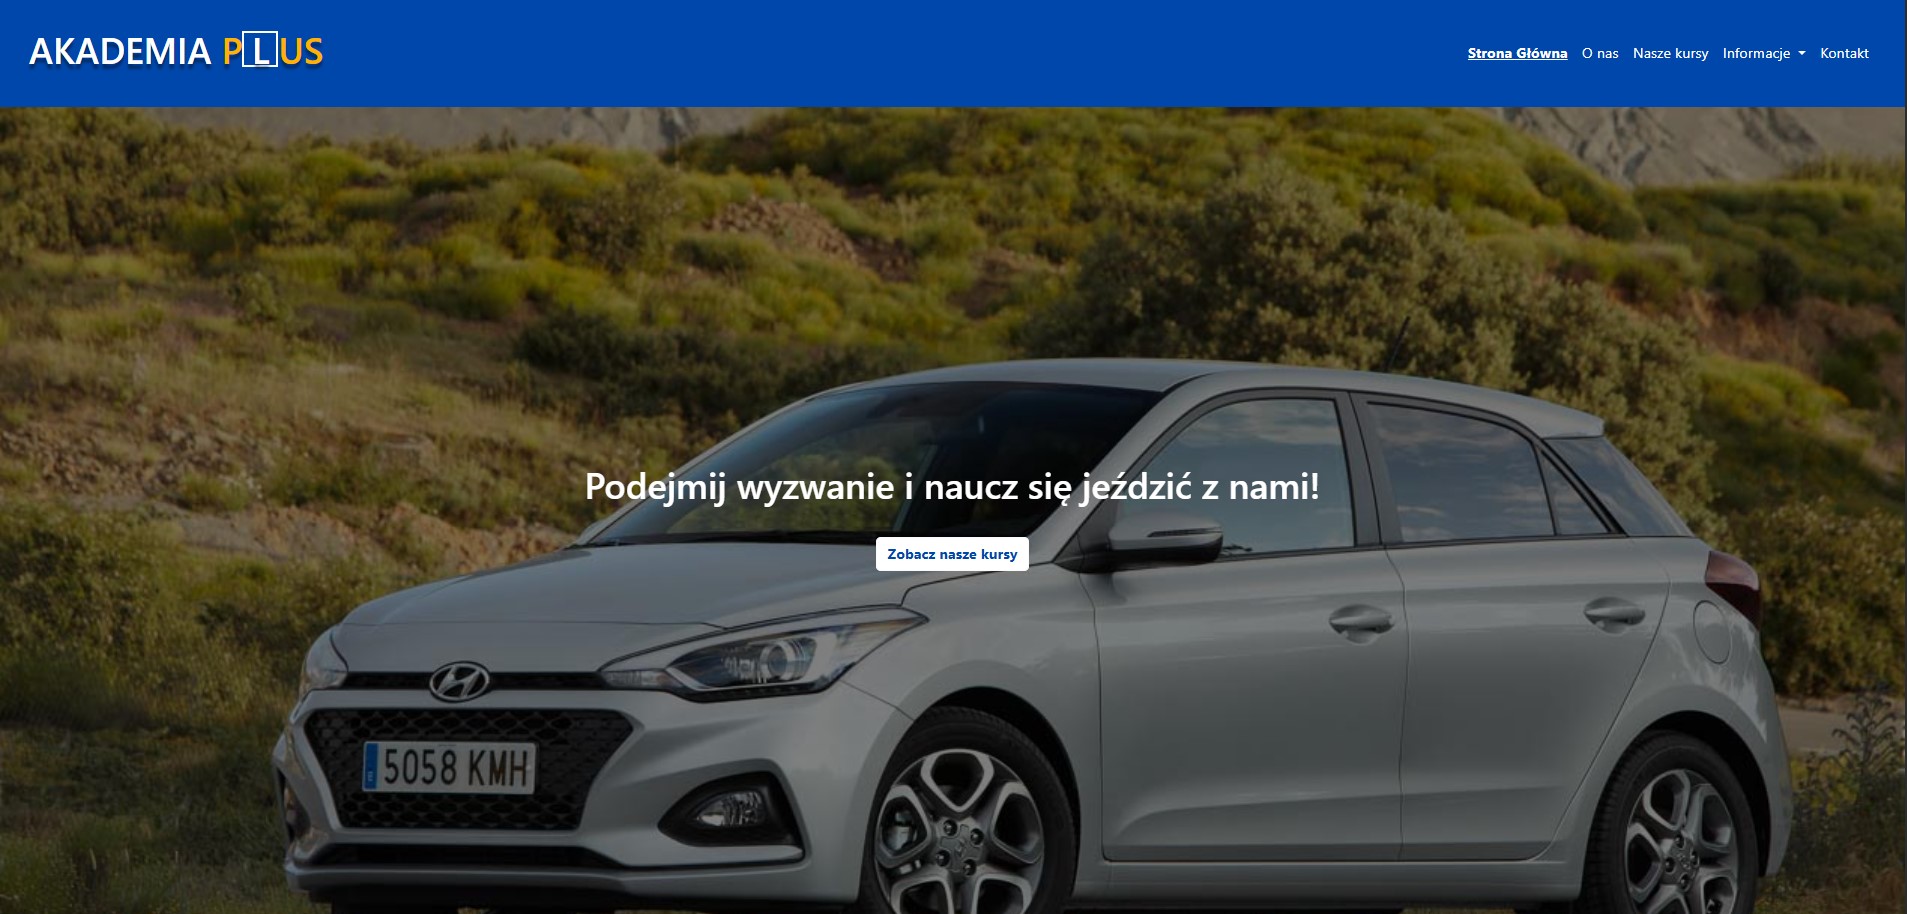 AKADEMIA PLUS
Strona Główna O nas Nasze kursy Informacje Kontakt
Podejmij wyzwanie i naucz się jeździć z nami!
Zobacz nasze kursy
5058 KMH